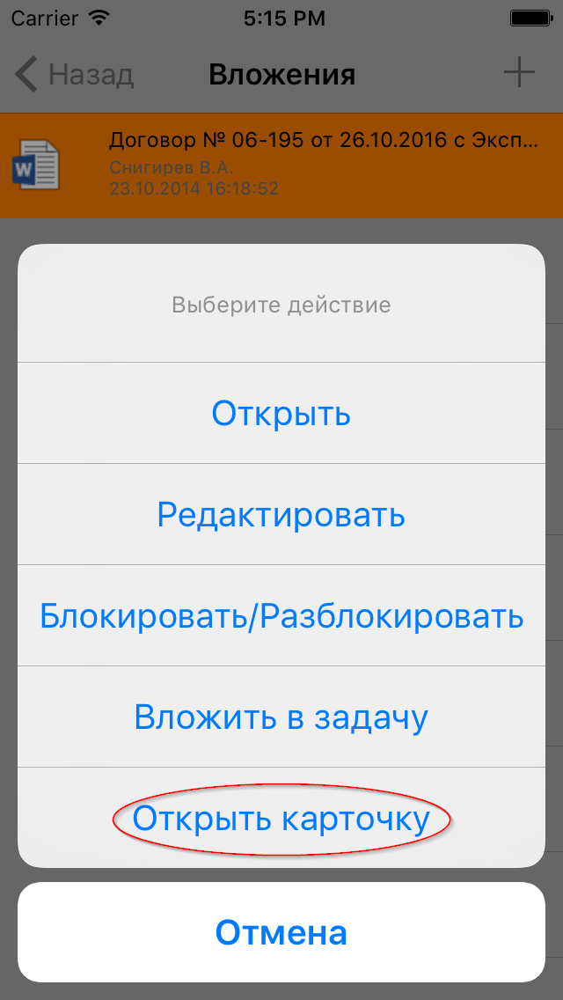 Carrier 5:15 PM
Назад Вложения
Договор № 06-195 от 26.10.2016 с Эксп...
W Снигирев В.А.
23.10.2014 16:18:52
Выберите действие
Открыть
Редактировать
Блокировать/Разблокировать
Вложить в задачу
Открыть карточку
Отмена